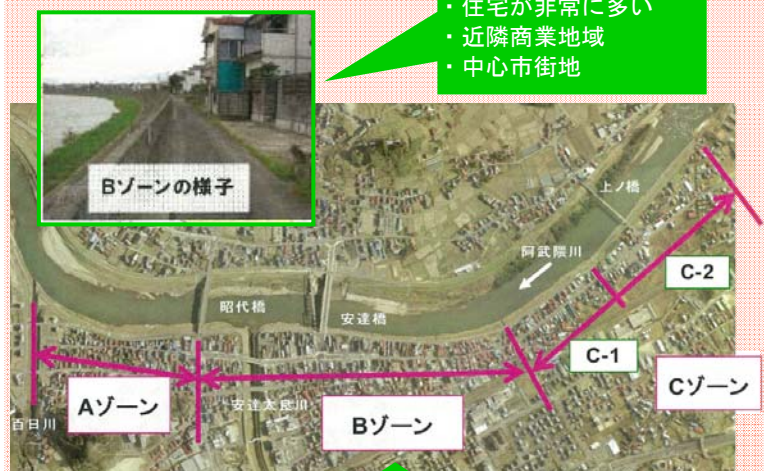 ・住宅が非常に多い
・近隣商業地域
・中心市街地
Bゾーンの様子
上ノ橋
阿武隈川
昭代橋
安達橋
C-2
C-1
Cゾーン
Aゾーン
安達太良川
百日川
Bゾーン